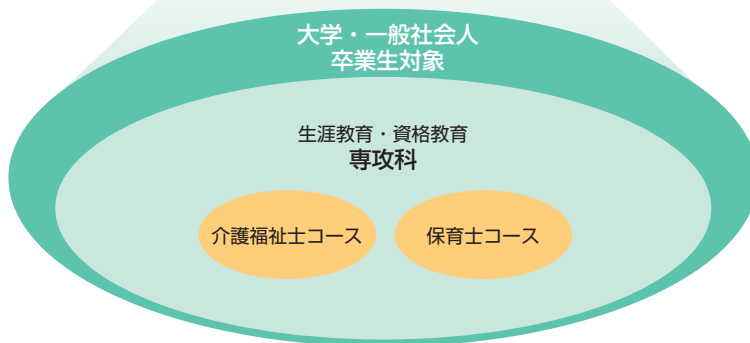 大学・一般社会人
卒業生対象
生涯教育・資格教育
専攻科
介護福祉士コース
保育士コース